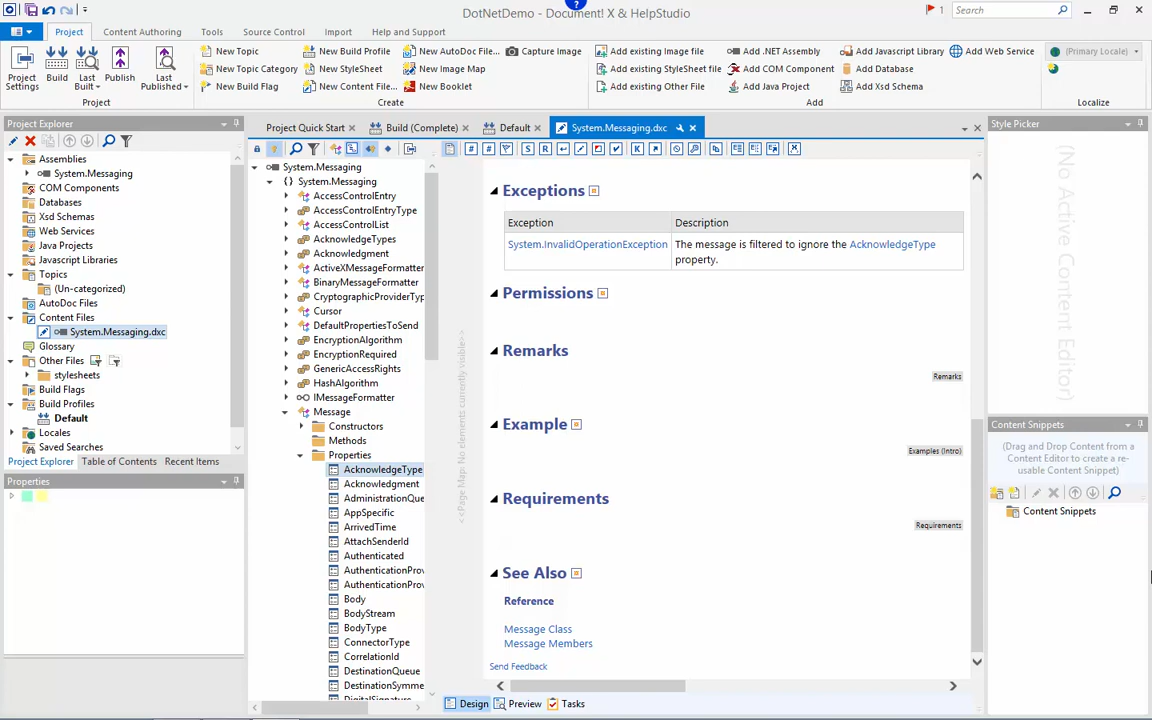 DotNetDemo - Document! X & HelpStudio
?
1
Search
Project
Content Authoring
Tools
Source Control
Import
Help and Support
Project Settings
Build
Last Built
Publish
Last Published
Project
New Topic
New Topic Category
New Build Flag
New Build Profile
New StyleSheet
New Content File...
New AutoDoc File...
New Image Map
New Booklet
Capture Image
Create
Add existing Image file
Add existing StyleSheet file
Add existing Other File
Add .NET Assembly
Add COM Component
Add Java Project
Add Javascript Library
Add Database
Add Xsd Schema
Add Web Service
Add
(Primary Locale)
Localize
Project Explorer
Assemblies
System.Messaging
COM Components
Databases
Xsd Schemas
Web Services
Java Projects
Javascript Libraries
Topics
(Un-categorized)
AutoDoc Files
Content Files
System.Messaging.dxc
Glossary
Other Files
stylesheets
Build Flags
Build Profiles
Default
Locales
Saved Searches
Project Explorer
Table of Contents
Recent Items
Properties
Project Quick Start
Build (Complete)
Default
System.Messaging.dxc
System.Messaging
{} System.Messaging
AccessControlEntry
AccessControlEntryType
AccessControlList
AcknowledgeTypes
Acknowledgment
ActiveXMessageFormatter
BinaryMessageFormatter
CryptographicProviderTyp
Cursor
DefaultPropertiesToSend
EncryptionAlgorithm
EncryptionRequired
GenericAccessRights
HashAlgorithm
IMessageFormatter
Message
Constructors
Methods
Properties
AcknowledgeType
Acknowledgment
AdministrationQue
AppSpecific
ArrivedTime
AttachSenderId
Authenticated
AuthenticationProv
AuthenticationProv
Body
BodyStream
BodyType
ConnectorType
CorrelationId
DestinationQueue
DestinationSymme
DigitalSignature
<<Page Map: No elements currently visible>>
Exceptions
Exception
Description
System.InvalidOperationException
The message is filtered to ignore the AcknowledgeType
property.
Permissions
Remarks
Remarks
Example
Examples (Intro)
Requirements
Requirements
See Also
Reference
Message Class
Message Members
Send Feedback
Design
Preview
Tasks
Style Picker
(No Active Content Editor)
Content Snippets
(Drag and Drop Content from a
Content Editor to create a re-
usable Content Snippet)
Content Snippets